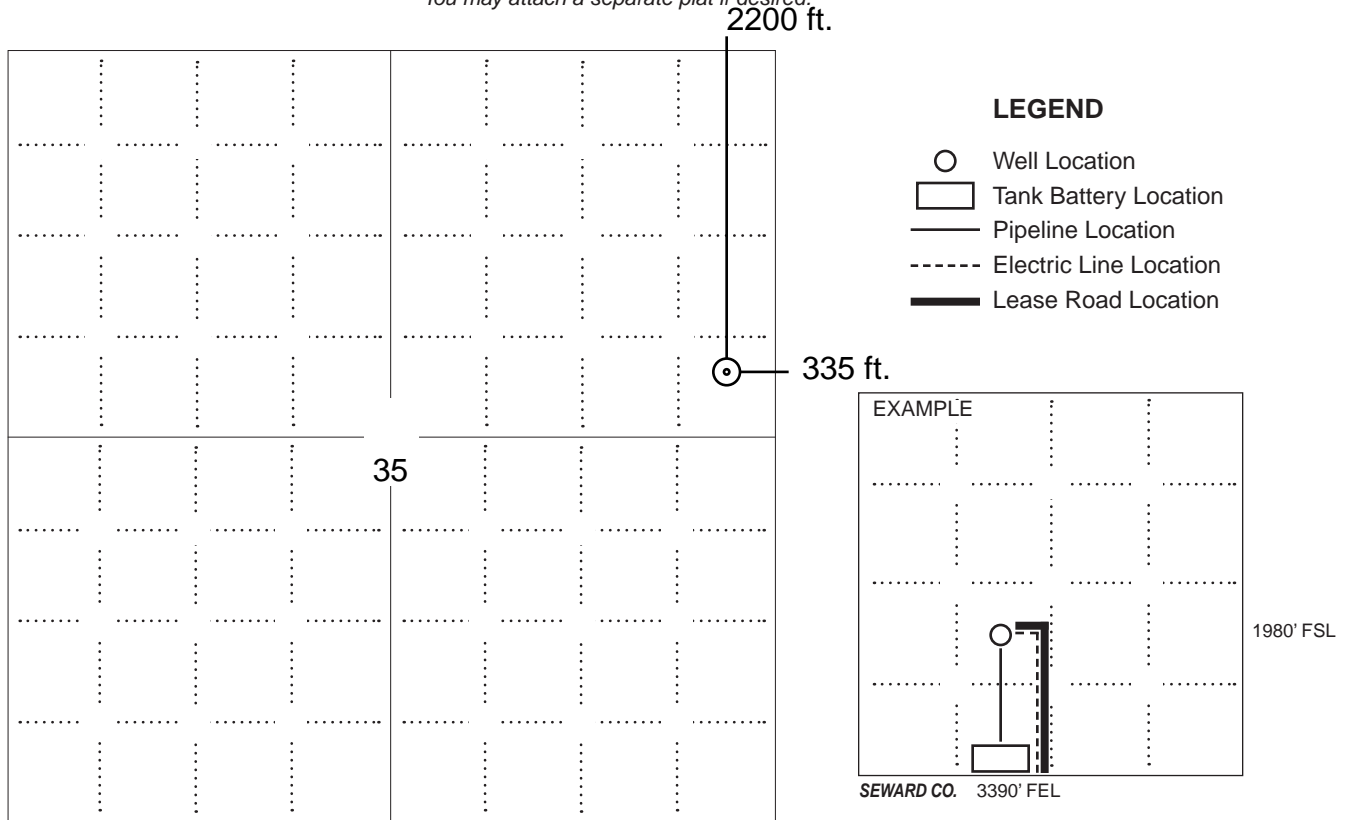 You may attach a separate plat if desired.
2200 ft.
LEGEND
Well Location
Tank Battery Location
Pipeline Location
Electric Line Location
Lease Road Location
335 ft.
EXAMPLE
35
1980' FSL
SEWARD CO. 3390' FEL